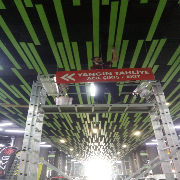 YANGIN TAHLİYE
ACİL ÇIKIŞ / EXIT